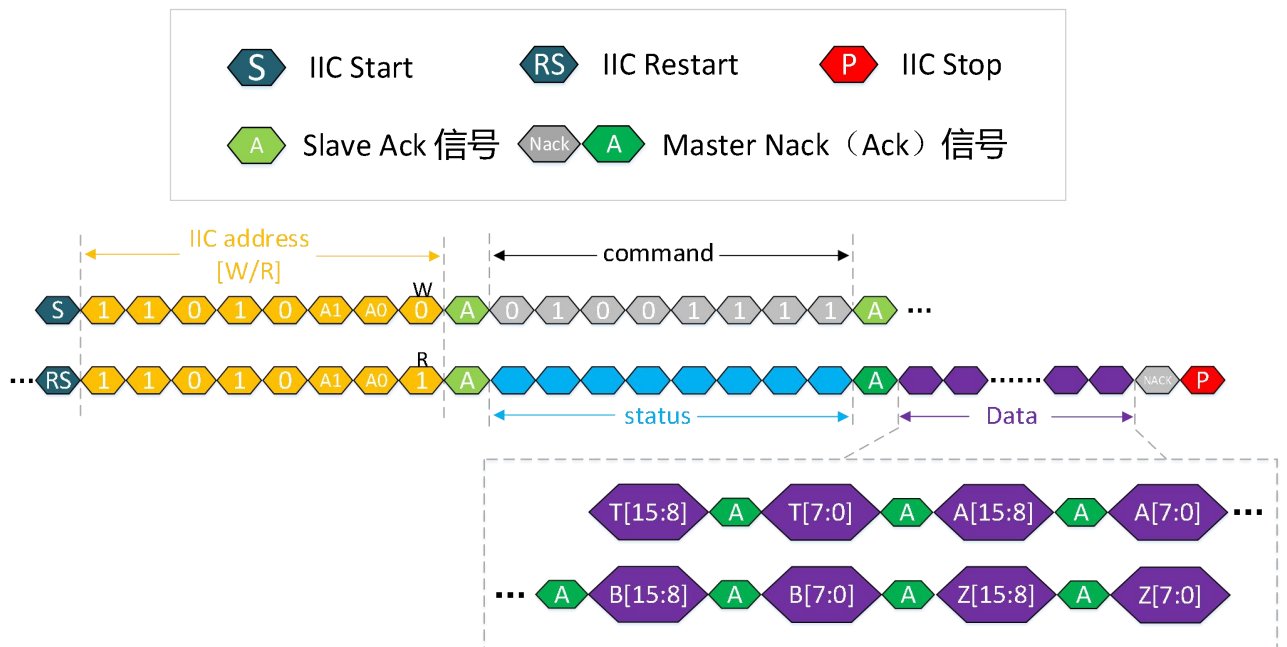 S IIC Start RS IIC Restart P IIC Stop
A Slave Ack 信号 Nack A Master Nack（Ack）信号
IIC address
[W/R]
command
W
S 1 1 0 1 0 A1 A0 0 A 0 1 0 0 1 1 1 1 A ...
R
...RS 1 1 0 1 0 A1 A0 1 A A ...... NACK P
status
Data
T[15:8] A T[7:0] A A[15:8] A A[7:0] ...
... A B[15:8] A B[7:0] A Z[15:8] A Z[7:0]